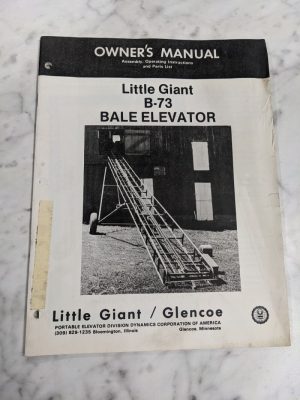 OWNER'S MANUAL
Assembly, Operating Instructions
and Parts List
Little Giant
B-73
BALE ELEVATOR
Little Giant / Glencoe
PORTABLE ELEVATOR DIVISION DYNAMICS CORPORATION OF AMERICA
(309) 829-1235 Bloomington, Illinois Glencoe, Minnesota